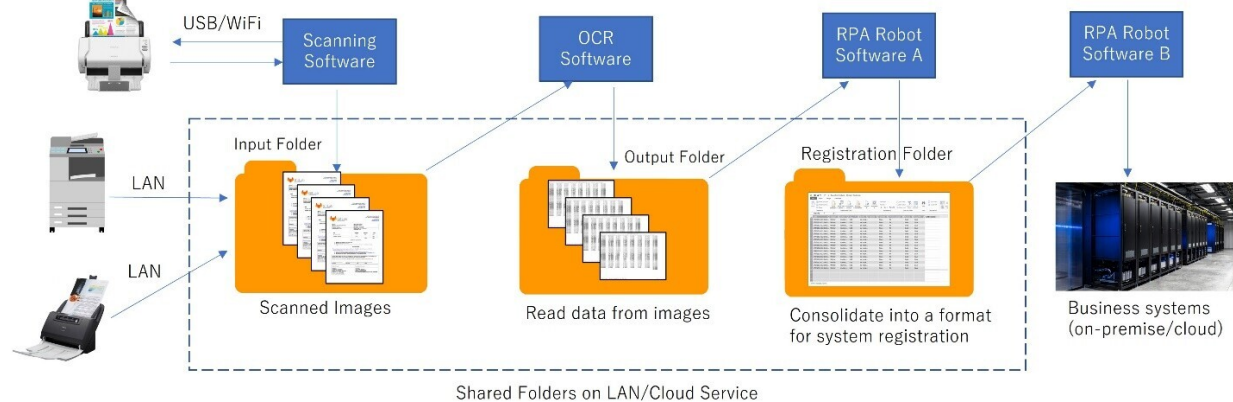 USB/WiFi
Scanning
Software
OCR
Software
RPA Robot
Software A
RPA Robot
Software B
Input Folder
Output Folder
Registration Folder
LAN
LAN
Scanned Images
Read data from images
Consolidate into a format
for system registration
Business systems
(on-premise/cloud)
Shared Folders on LAN/Cloud Service